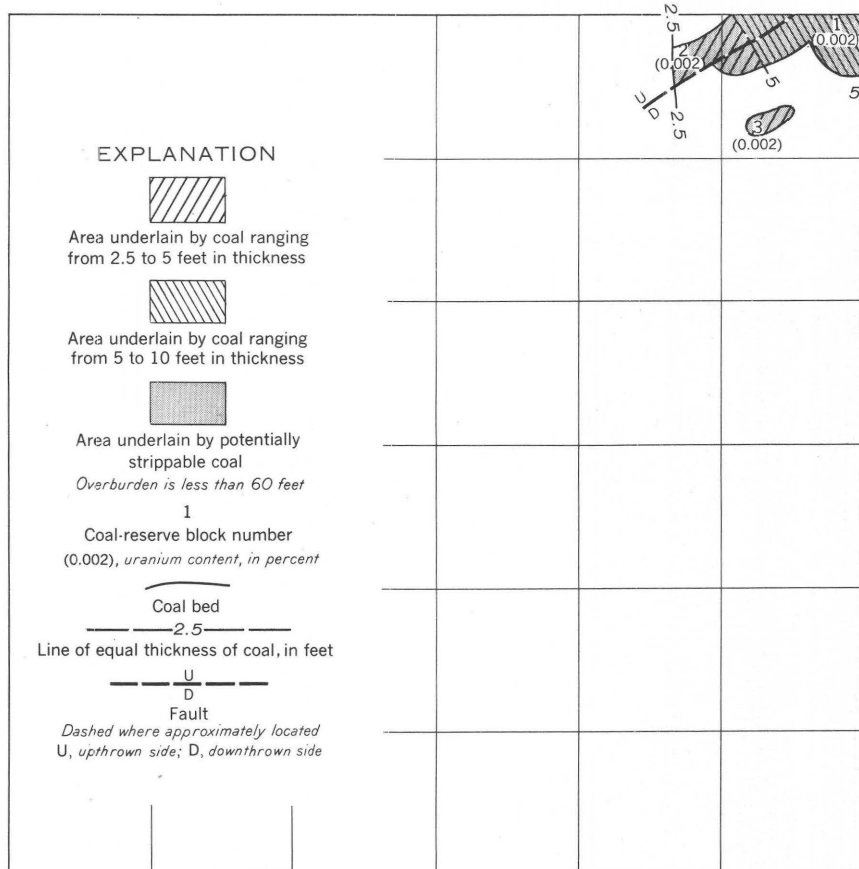 2.5
1
(0.002)
2
(0.002)
5
5
U
D
2.5
3
(0.002)
EXPLANATION
Area underlain by coal ranging
from 2.5 to 5 feet in thickness
Area underlain by coal ranging
from 5 to 10 feet in thickness
Area underlain by potentially
strippable coal
Overburden is less than 60 feet
1
Coal-reserve block number
(0.002), uranium content, in percent
Coal bed
2.5
Line of equal thickness of coal, in feet
U
D
Fault
Dashed where approximately located
U, upthrown side; D, downthrown side